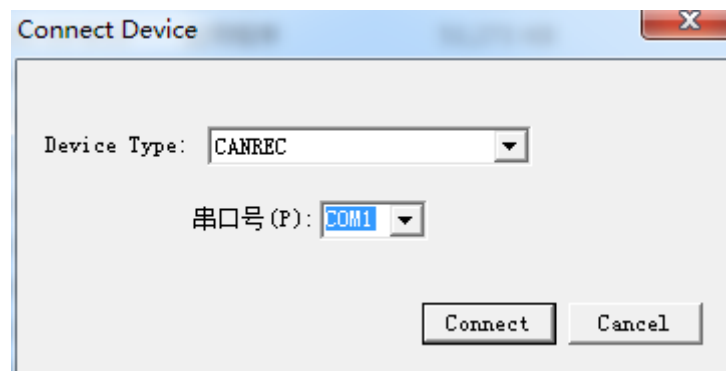 Connect Device
Device Type: CANREC
串口号(P): COM1
Connect Cancel